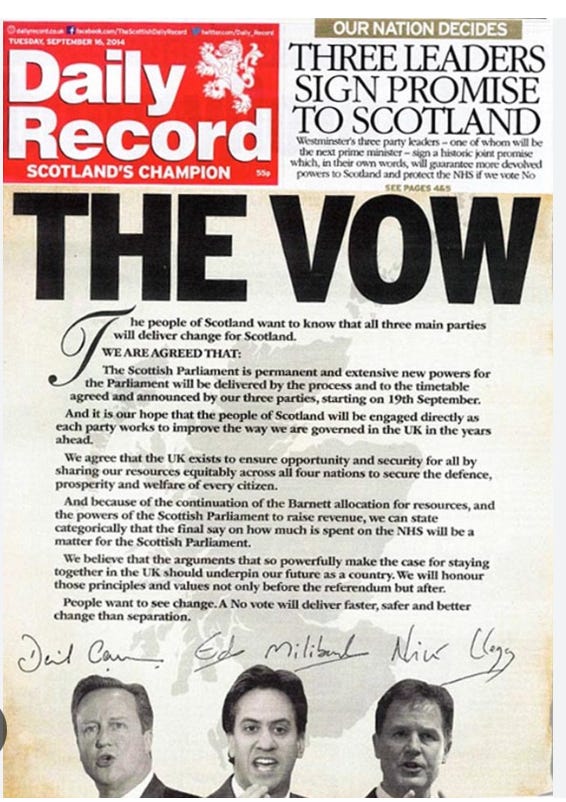 dailyrecord.co.uk facebook.com/TheScottishDailyRecord twitter.com/Daily_Record
TUESDAY, SEPTEMBER 16, 2014
Daily
Record
SCOTLAND'S CHAMPION 55p
OUR NATION DECIDES
THREE LEADERS
SIGN PROMISE
TO SCOTLAND
Westminster's three party leaders – one of whom will be
the next prime minister – sign a historic joint promise
which, in their own words, will guarantee more devolved
powers to Scotland and protect the NHS if we vote No
SEE PAGES 4&5
THE VOW
The people of Scotland want to know that all three main parties
will deliver change for Scotland.
WE ARE AGREED THAT:
The Scottish Parliament is permanent and extensive new powers for
the Parliament will be delivered by the process and to the timetable
agreed and announced by our three parties, starting on 19th September.
And it is our hope that the people of Scotland will be engaged directly as
each party works to improve the way we are governed in the UK in the years
ahead.
We agree that the UK exists to ensure opportunity and security for all by
sharing our resources equitably across all four nations to secure the defence,
prosperity and welfare of every citizen.
And because of the continuation of the Barnett allocation for resources, and
the powers of the Scottish Parliament to raise revenue, we can state
categorically that the final say on how much is spent on the NHS will be a
matter for the Scottish Parliament.
We believe that the arguments that so powerfully make the case for staying
together in the UK should underpin our future as a country. We will honour
those principles and values not only before the referendum but after.
People want to see change. A No vote will deliver faster, safer and better
change than separation.
Ed Miliband Nick Clegg